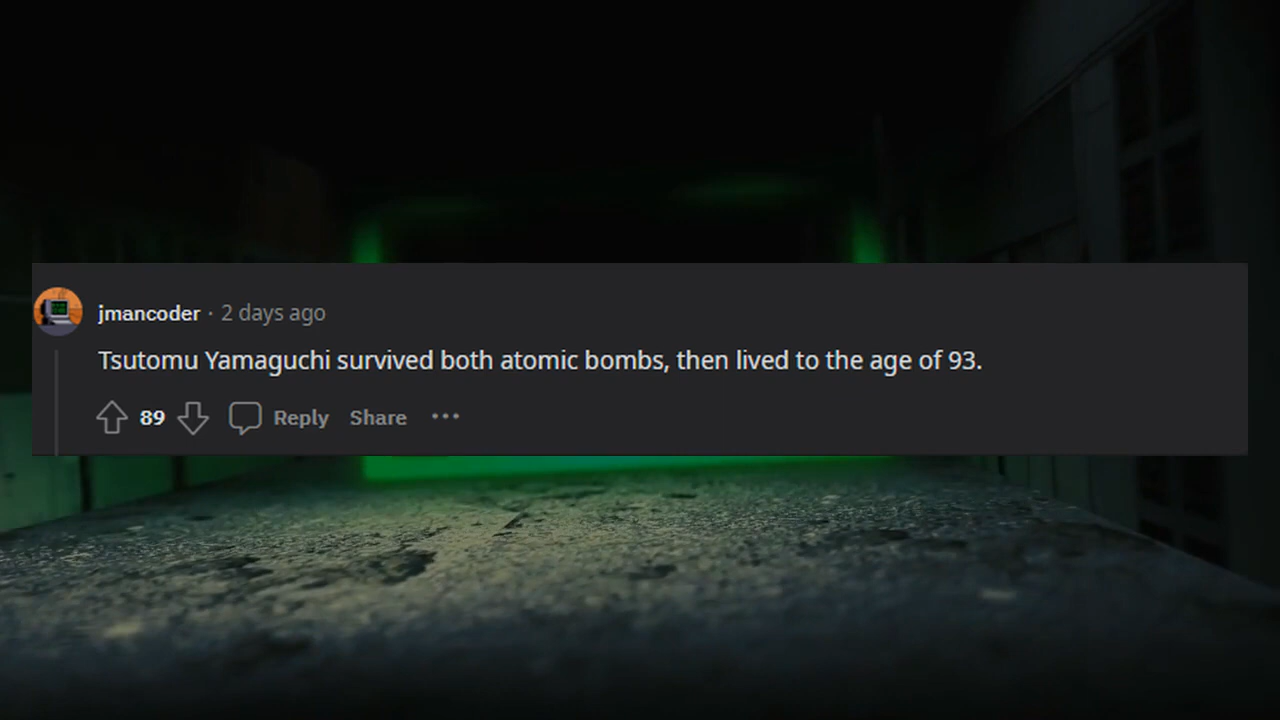 jmancoder · 2 days ago
Tsutomu Yamaguchi survived both atomic bombs, then lived to the age of 93.
89 Reply Share ···